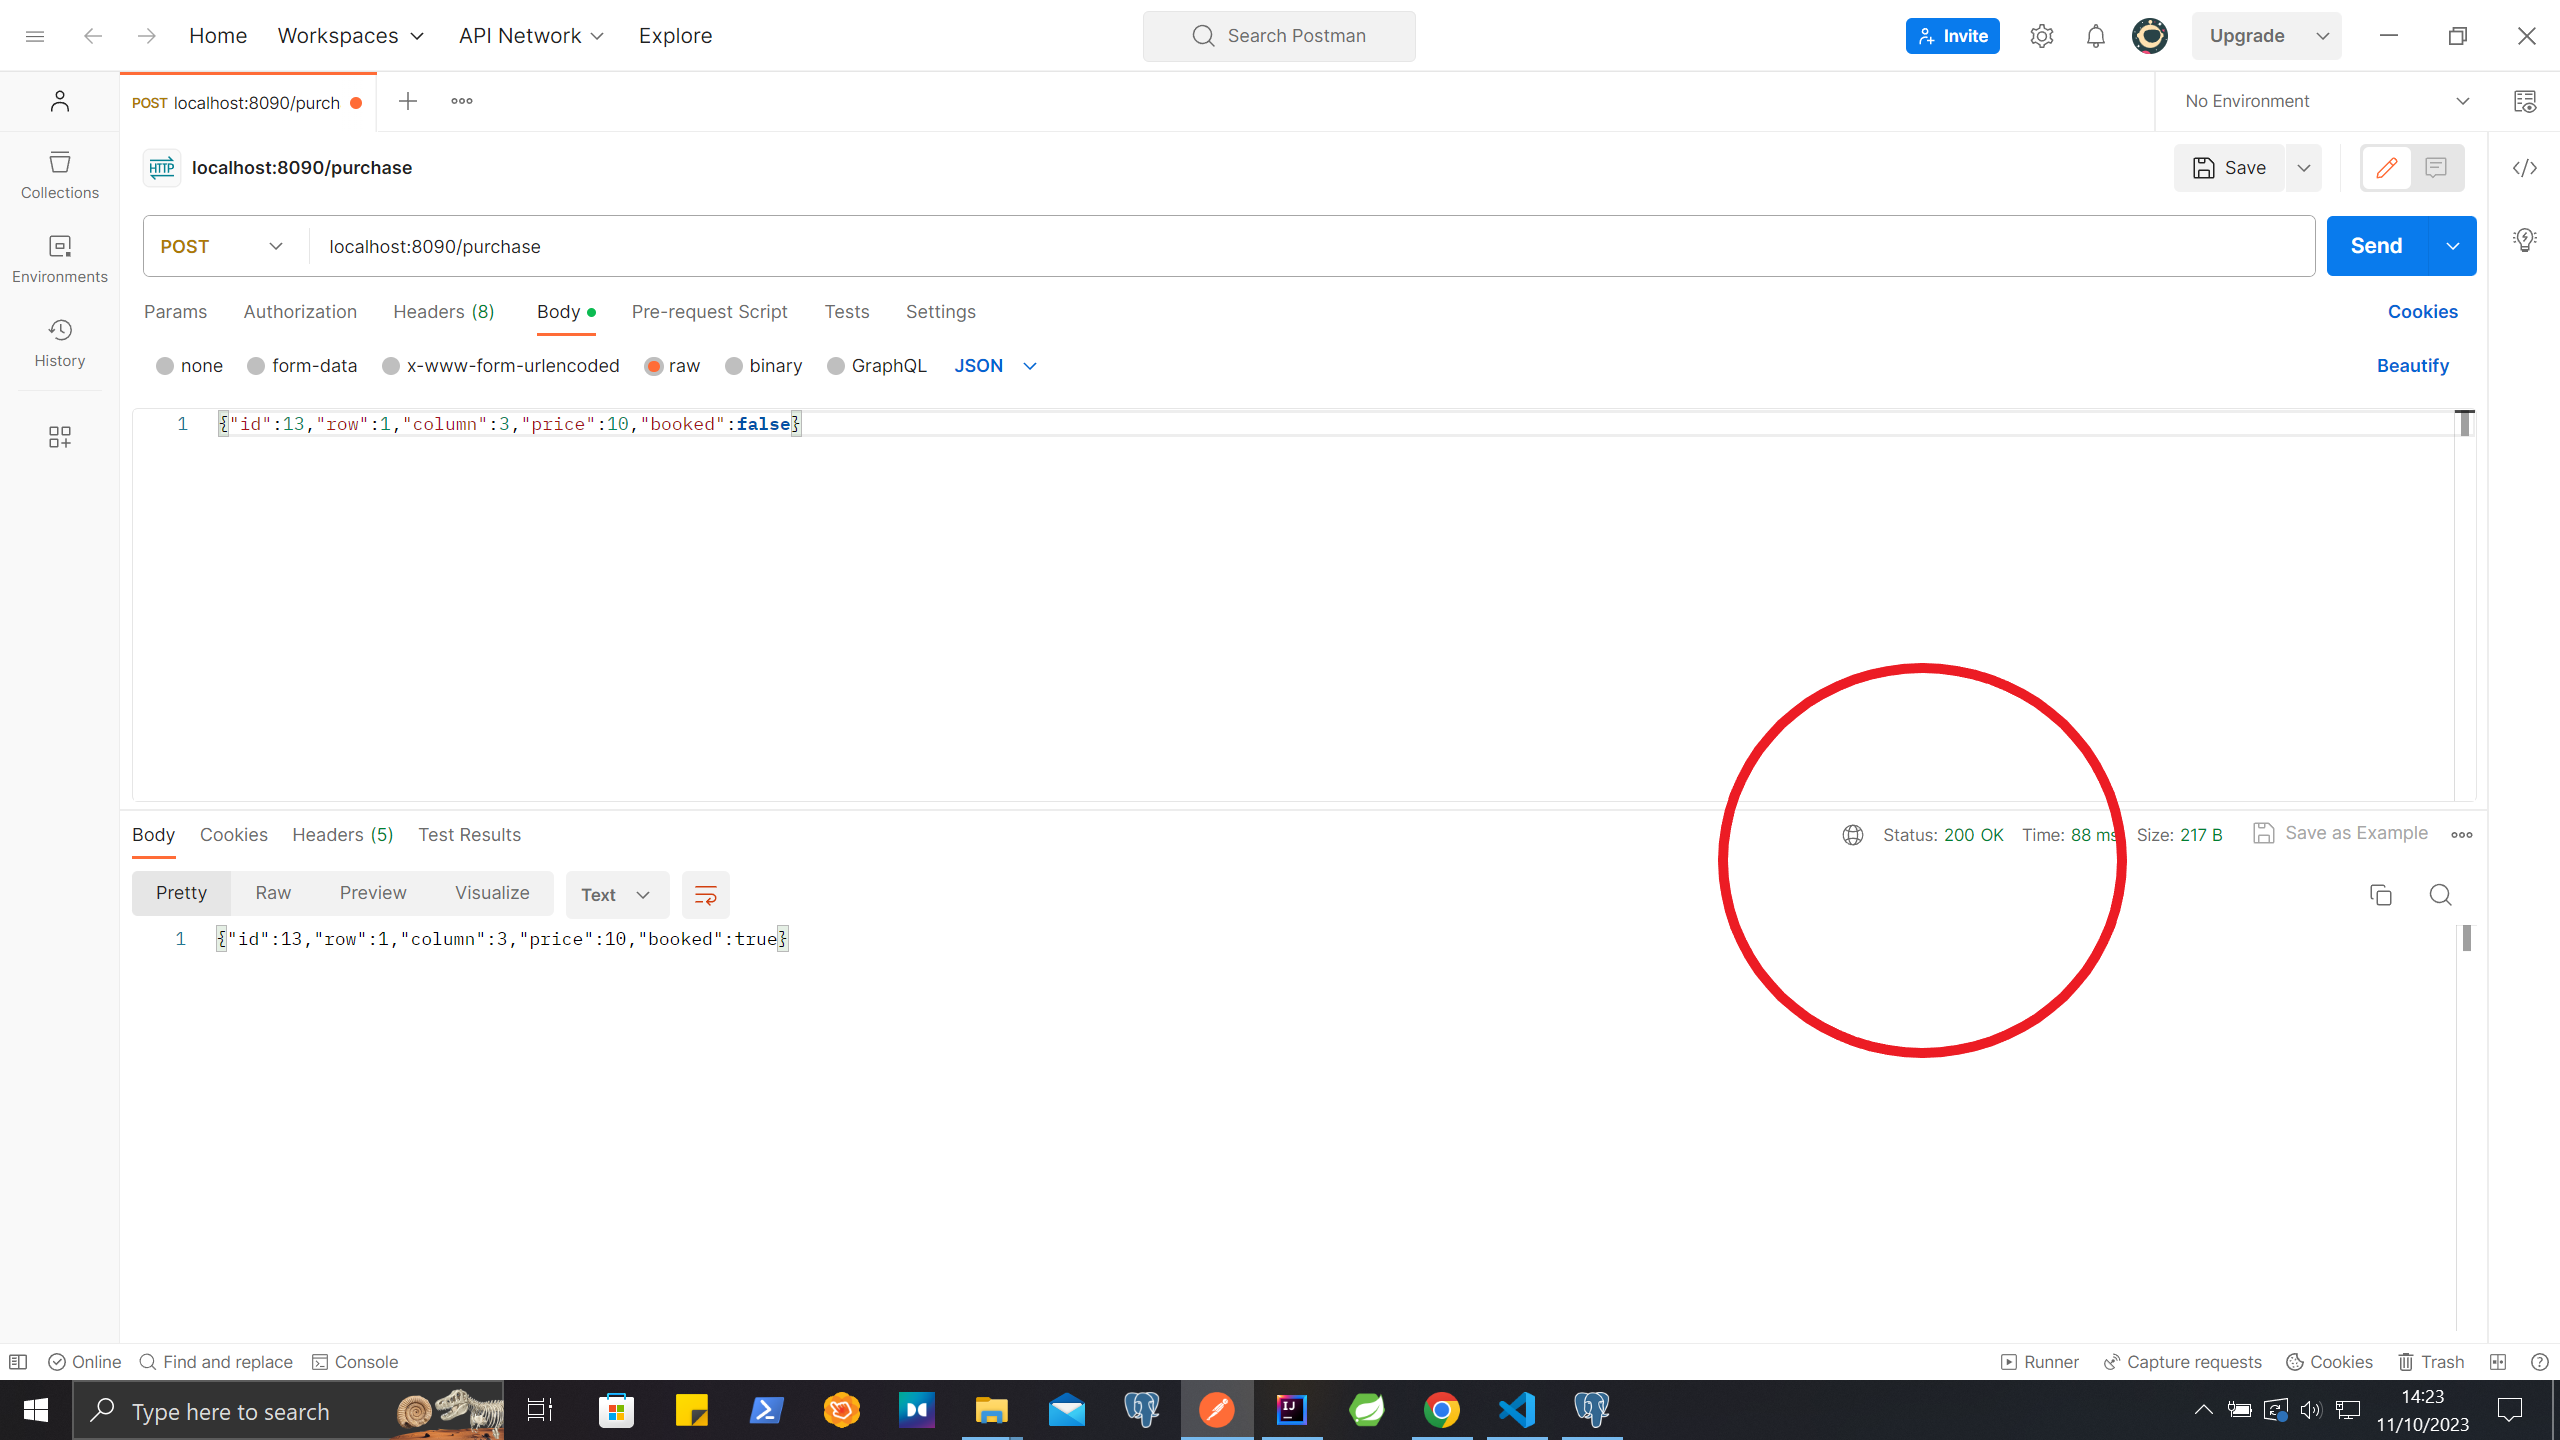 Home Workspaces API Network Explore Search Postman Invite Upgrade
POST localhost:8090/purch No Environment
HTTP localhost:8090/purchase Save
Collections
POST localhost:8090/purchase Send
Environments
Params Authorization Headers (8) Body Pre-request Script Tests Settings Cookies
History
none form-data x-www-form-urlencoded raw binary GraphQL JSON Beautify
1 {"id":13,"row":1,"column":3,"price":10,"booked":false}
Body Cookies Headers (5) Test Results Status: 200 OK Time: 88 ms Size: 217 B Save as Example
Pretty Raw Preview Visualize Text
1 {"id":13,"row":1,"column":3,"price":10,"booked":true}
Online Find and replace Console Runner Capture requests Cookies Trash
Type here to search IJ 14:23
11/10/2023